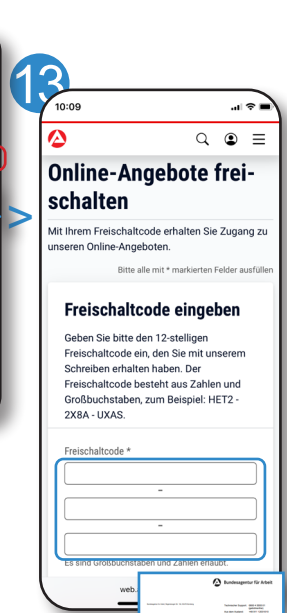 13
10:09
Online-Angebote frei-
schalten
Mit Ihrem Freischaltcode erhalten Sie Zugang zu
unseren Online-Angeboten.
Bitte alle mit * markierten Felder ausfüllen
Freischaltcode eingeben
Geben Sie bitte den 12-stelligen
Freischaltcode ein, den Sie mit unserem
Schreiben erhalten haben. Der
Freischaltcode besteht aus Zahlen und
Großbuchstaben, zum Beispiel: HET2 -
2X8A - UXAS.
Freischaltcode *
–
–
Es sind Großbuchstaben und Zahlen erlaubt.
web.
Bundesagentur für Arbeit